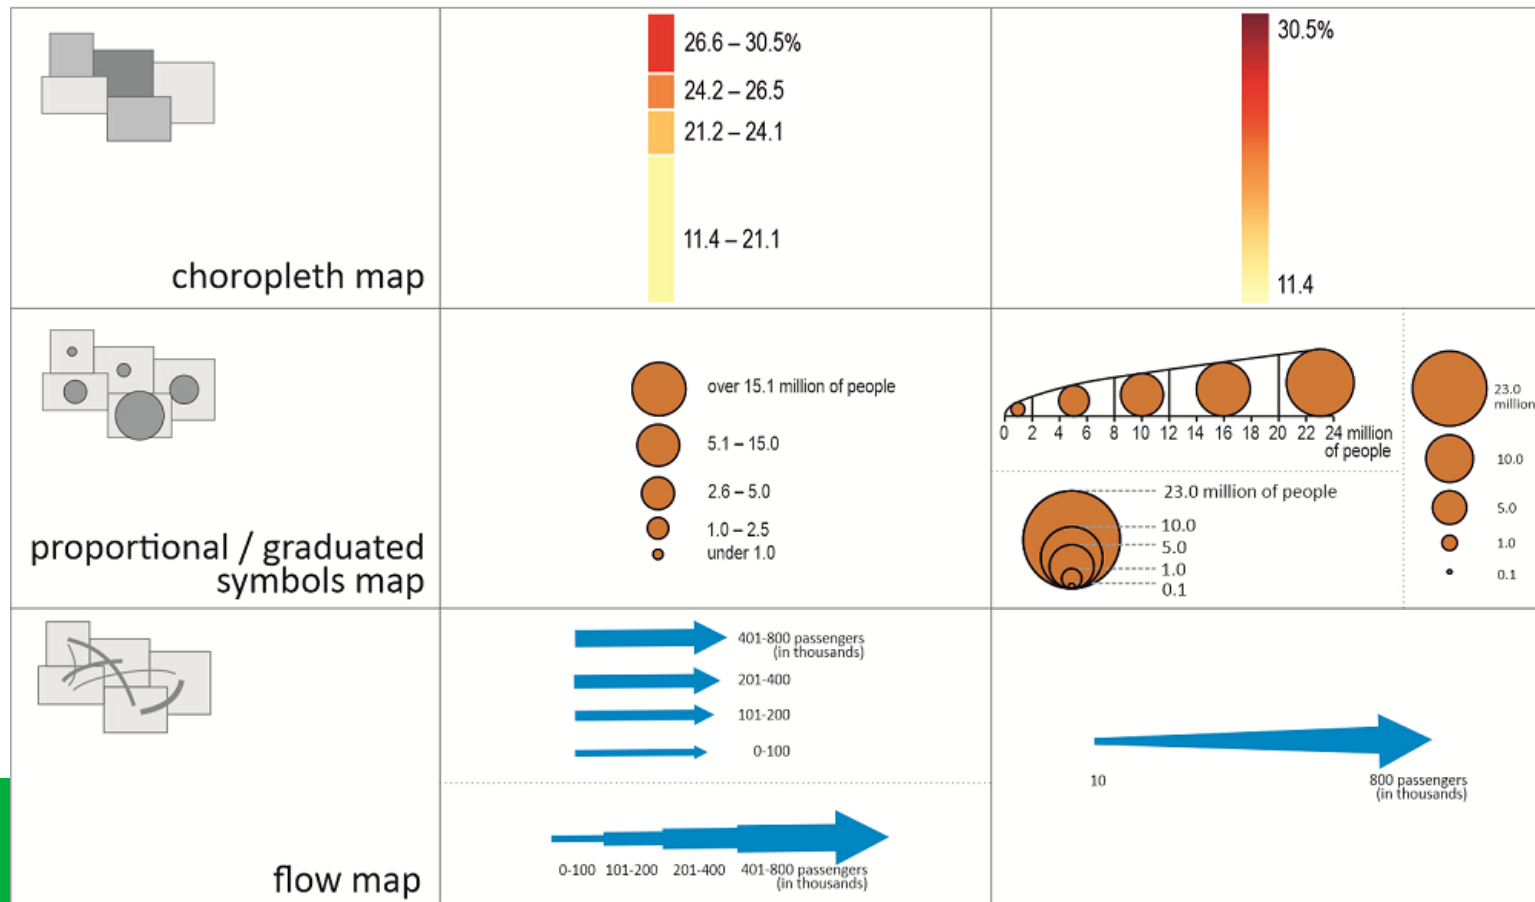 26.6 – 30.5%
24.2 – 26.5
21.2 – 24.1
11.4 – 21.1
30.5%
11.4
choropleth map
over 15.1 million of people
5.1 – 15.0
2.6 – 5.0
1.0 – 2.5
under 1.0
0 2 4 6 8 10 12 14 16 18 20 22 24 million
of people
23.0 million of people
10.0
5.0
1.0
0.1
23.0
million
10.0
5.0
1.0
0.1
proportional / graduated
symbols map
401-800 passengers
(in thousands)
201-400
101-200
0-100
0-100 101-200 201-400 401-800 passengers
(in thousands)
10
800 passengers
(in thousands)
flow map